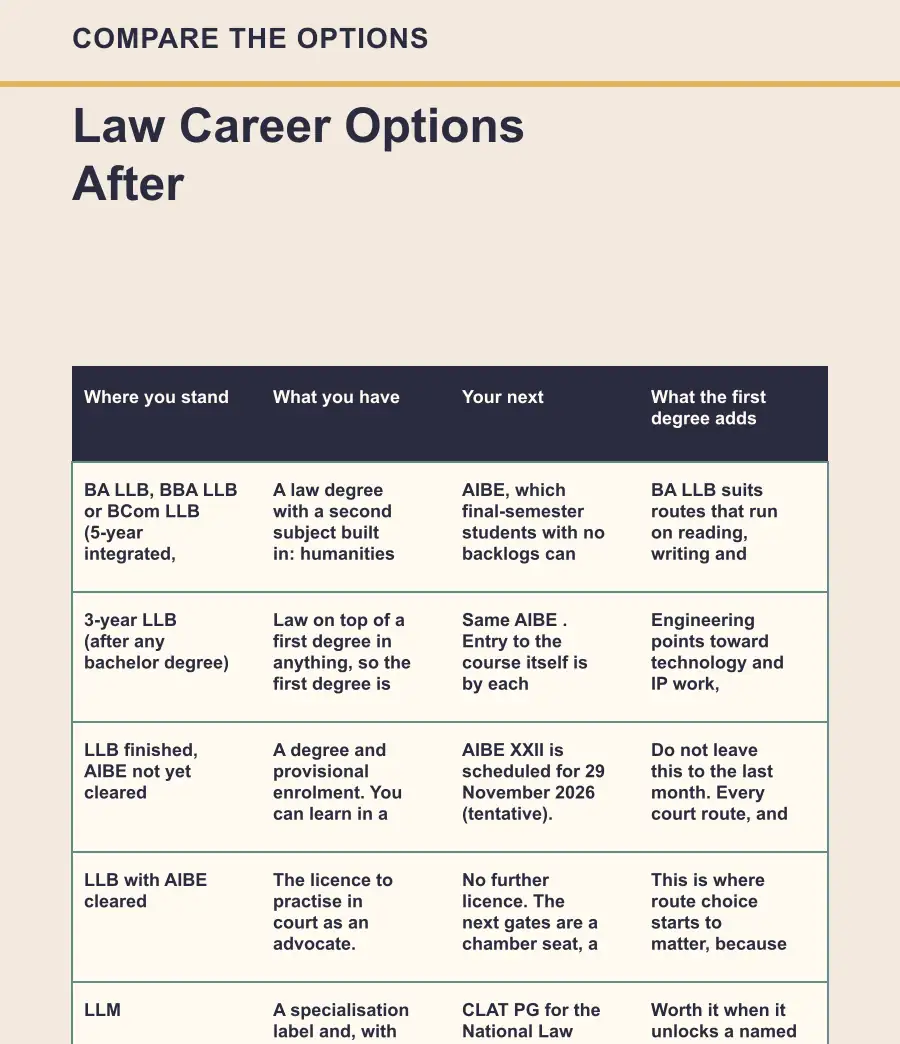 COMPARE THE OPTIONS
Law Career Options
After
Where you stand
What you have
Your next
What the first
degree adds
BA LLB, BBA LLB
or BCom LLB
(5-year
integrated,
A law degree
with a second
subject built
in: humanities
AIBE, which
final-semester
students with no
backlogs can
BA LLB suits
routes that run
on reading,
writing and
3-year LLB
(after any
bachelor degree)
Law on top of a
first degree in
anything, so the
first degree is
Same AIBE .
Entry to the
course itself is
by each
Engineering
points toward
technology and
IP work,
LLB finished,
AIBE not yet
cleared
A degree and
provisional
enrolment. You
can learn in a
AIBE XXII is
scheduled for 29
November 2026
(tentative).
Do not leave
this to the last
month. Every
court route, and
LLB with AIBE
cleared
The licence to
practise in
court as an
advocate.
No further
licence. The
next gates are a
chamber seat, a
This is where
route choice
starts to
matter, because
LLM
A specialisation
label and, with
CLAT PG for the
National Law
Worth it when it
unlocks a named